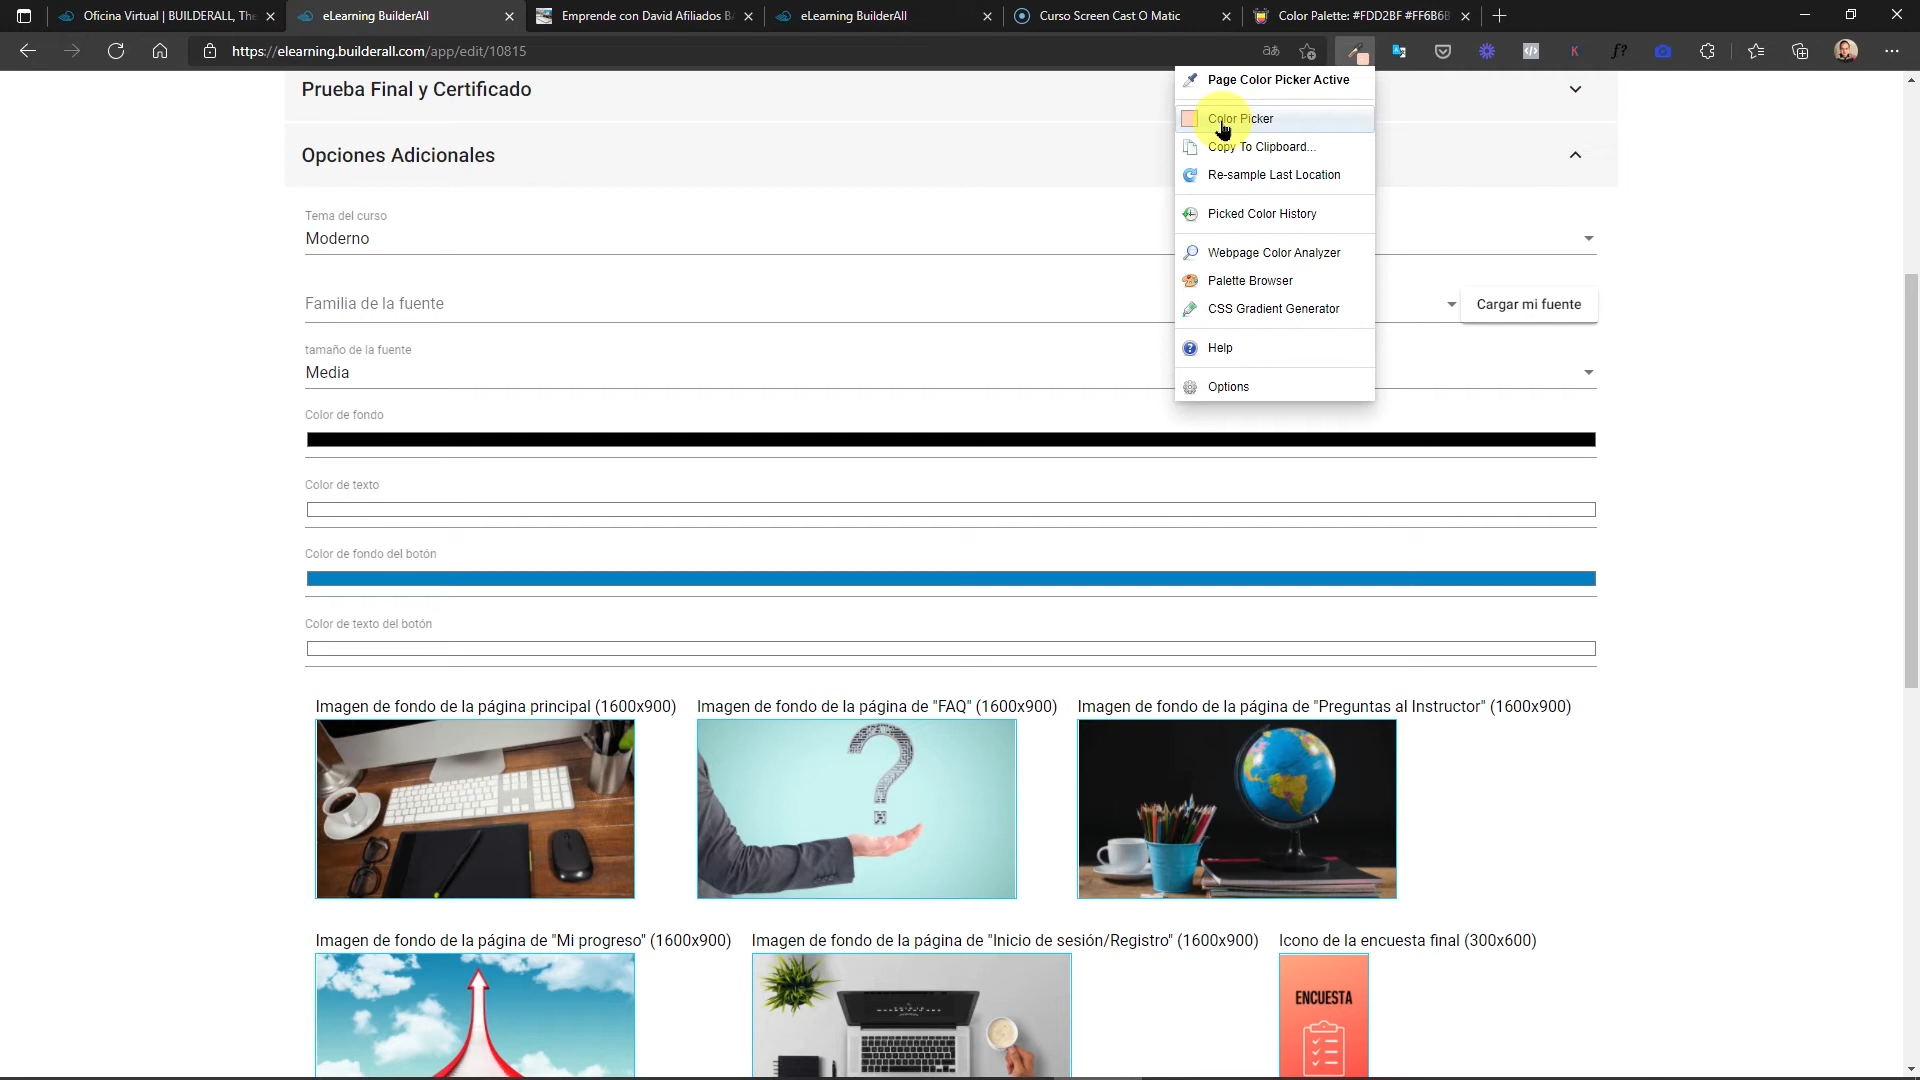 Oficina Virtual | BUILDERALL, The
eLearning BuilderAll
Emprende con David Afiliados BA
eLearning BuilderAll
Curso Screen Cast O Matic
Color Palette: #FDD2BF #FF6B6B
https://elearning.builderall.com/app/edit/10815
Prueba Final y Certificado
Opciones Adicionales
Tema del curso
Moderno
Familia de la fuente
Cargar mi fuente
tamaño de la fuente
Media
Color de fondo
Color de texto
Color de fondo del botón
Color de texto del botón
Page Color Picker Active
Color Picker
Copy To Clipboard...
Re-sample Last Location
Picked Color History
Webpage Color Analyzer
Palette Browser
CSS Gradient Generator
Help
Options
Imagen de fondo de la página principal (1600x900)
Imagen de fondo de la página de "FAQ" (1600x900)
Imagen de fondo de la página de "Preguntas al Instructor" (1600x900)
Imagen de fondo de la página de "Mi progreso" (1600x900)
Imagen de fondo de la página de "Inicio de sesión/Registro" (1600x900)
Icono de la encuesta final (300x600)
ENCUESTA